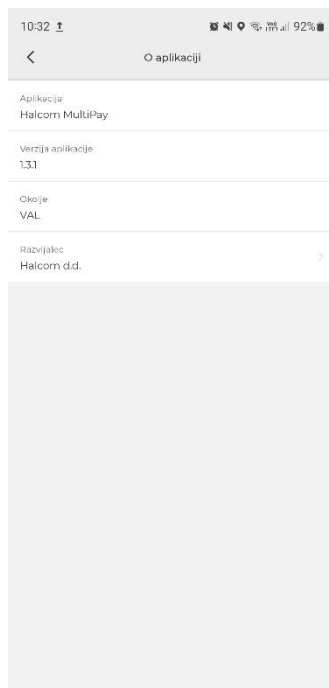 10:32 92%
O aplikaciji
Aplikacija
Halcom MultiPay
Verzija aplikacije
1.3.1
Okolje
VAL
Razvijalec
Halcom d.d.